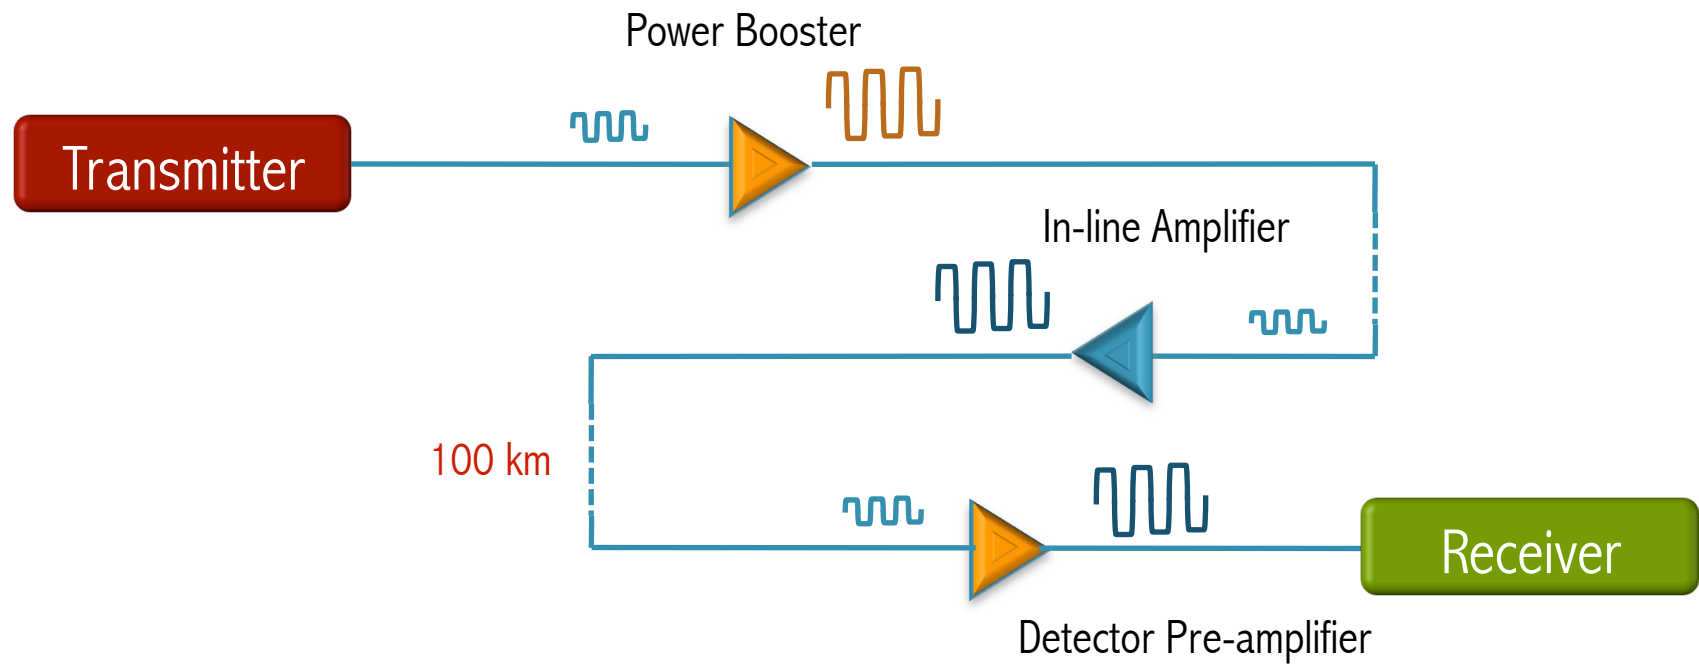 Power Booster
Transmitter
In-line Amplifier
100 km
Receiver
Detector Pre-amplifier